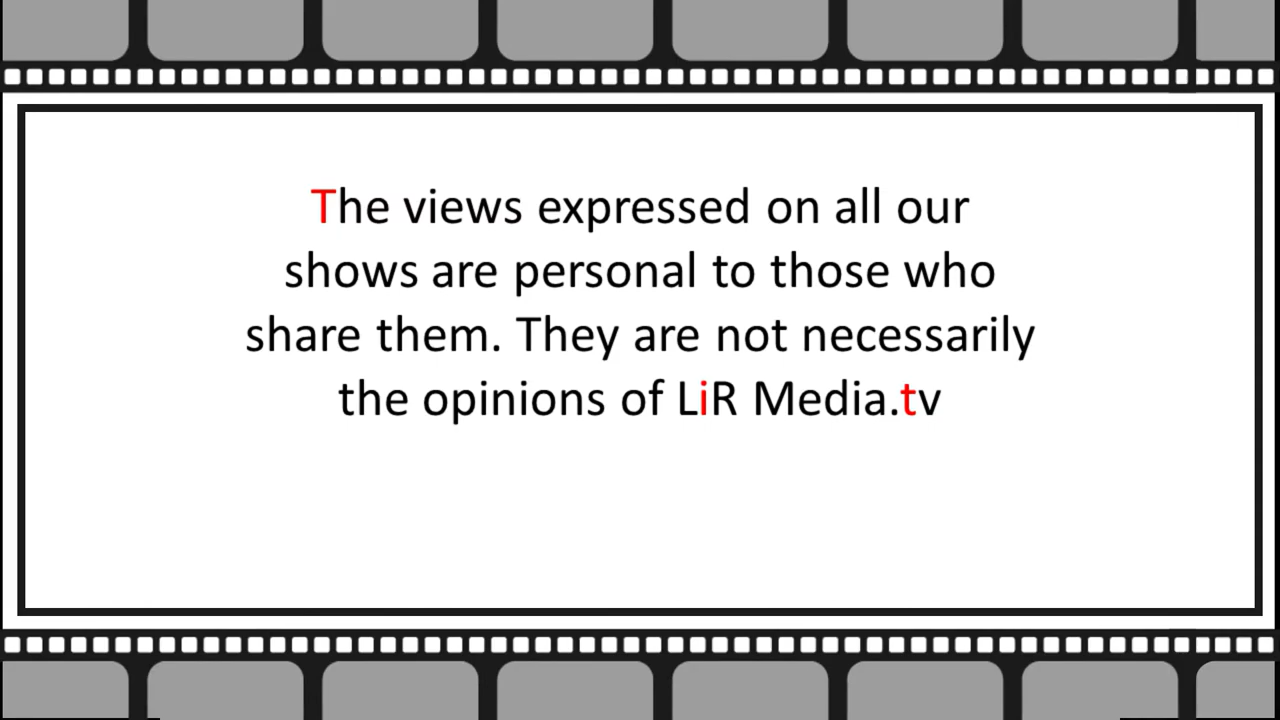 The views expressed on all our
shows are personal to those who
share them. They are not necessarily
the opinions of LiR Media.tv